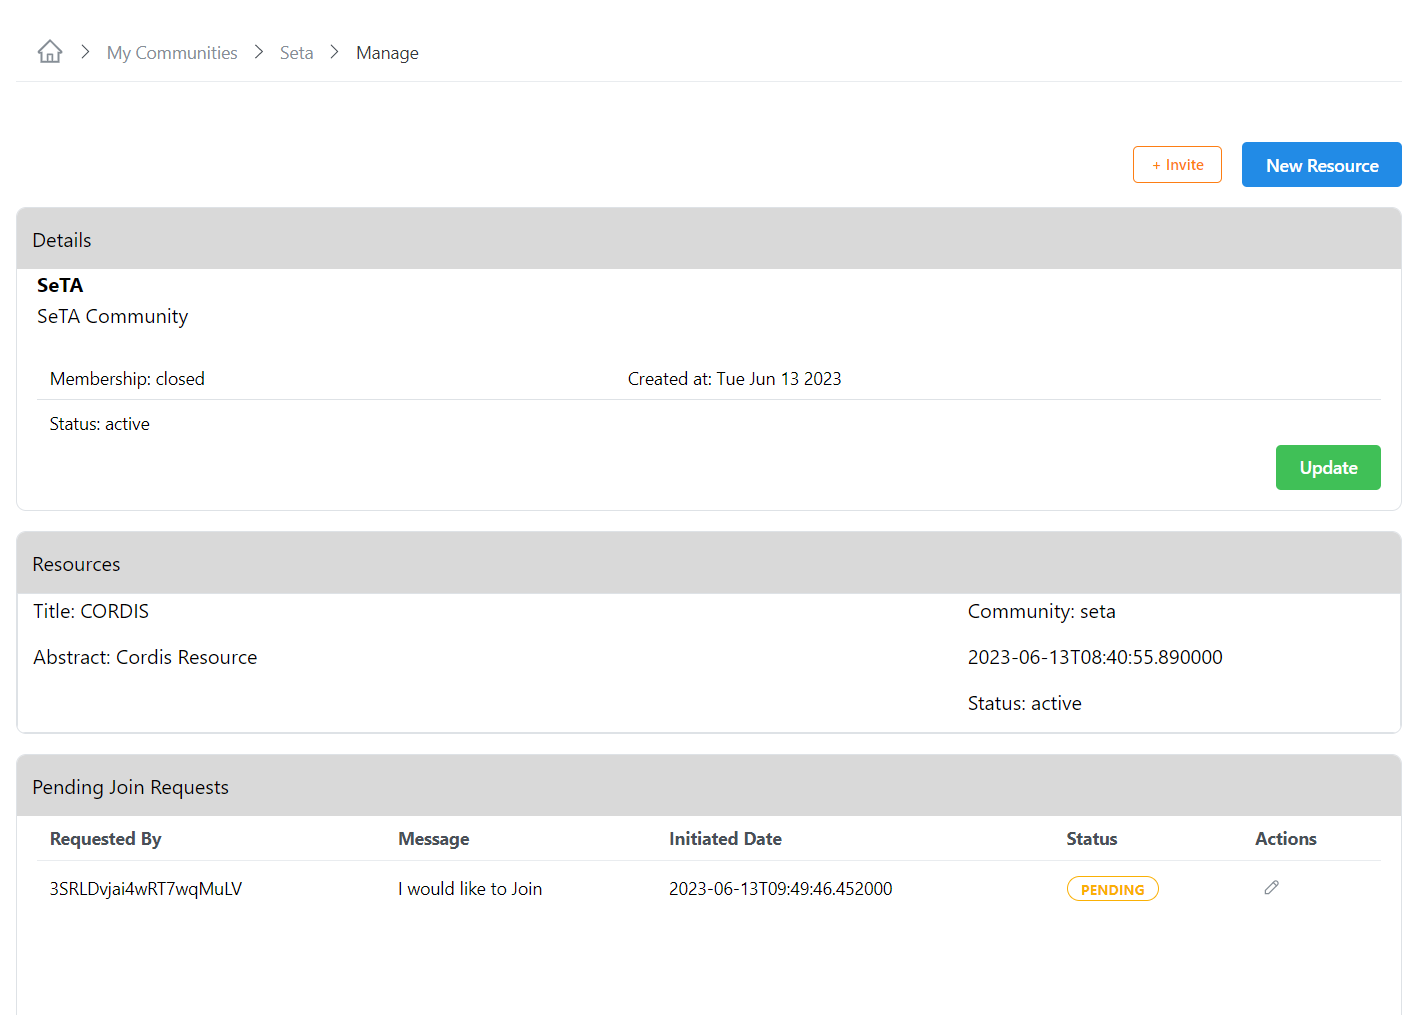 My Communities Seta Manage
+ Invite New Resource
Details
SeTA
SeTA Community
Membership: closed Created at: Tue Jun 13 2023
Status: active
Update
Resources
Title: CORDIS Community: seta
Abstract: Cordis Resource 2023-06-13T08:40:55.890000
Status: active
Pending Join Requests
Requested By Message Initiated Date Status Actions
3SRLDvjai4wRT7wqMuLV I would like to Join 2023-06-13T09:49:46.452000 PENDING